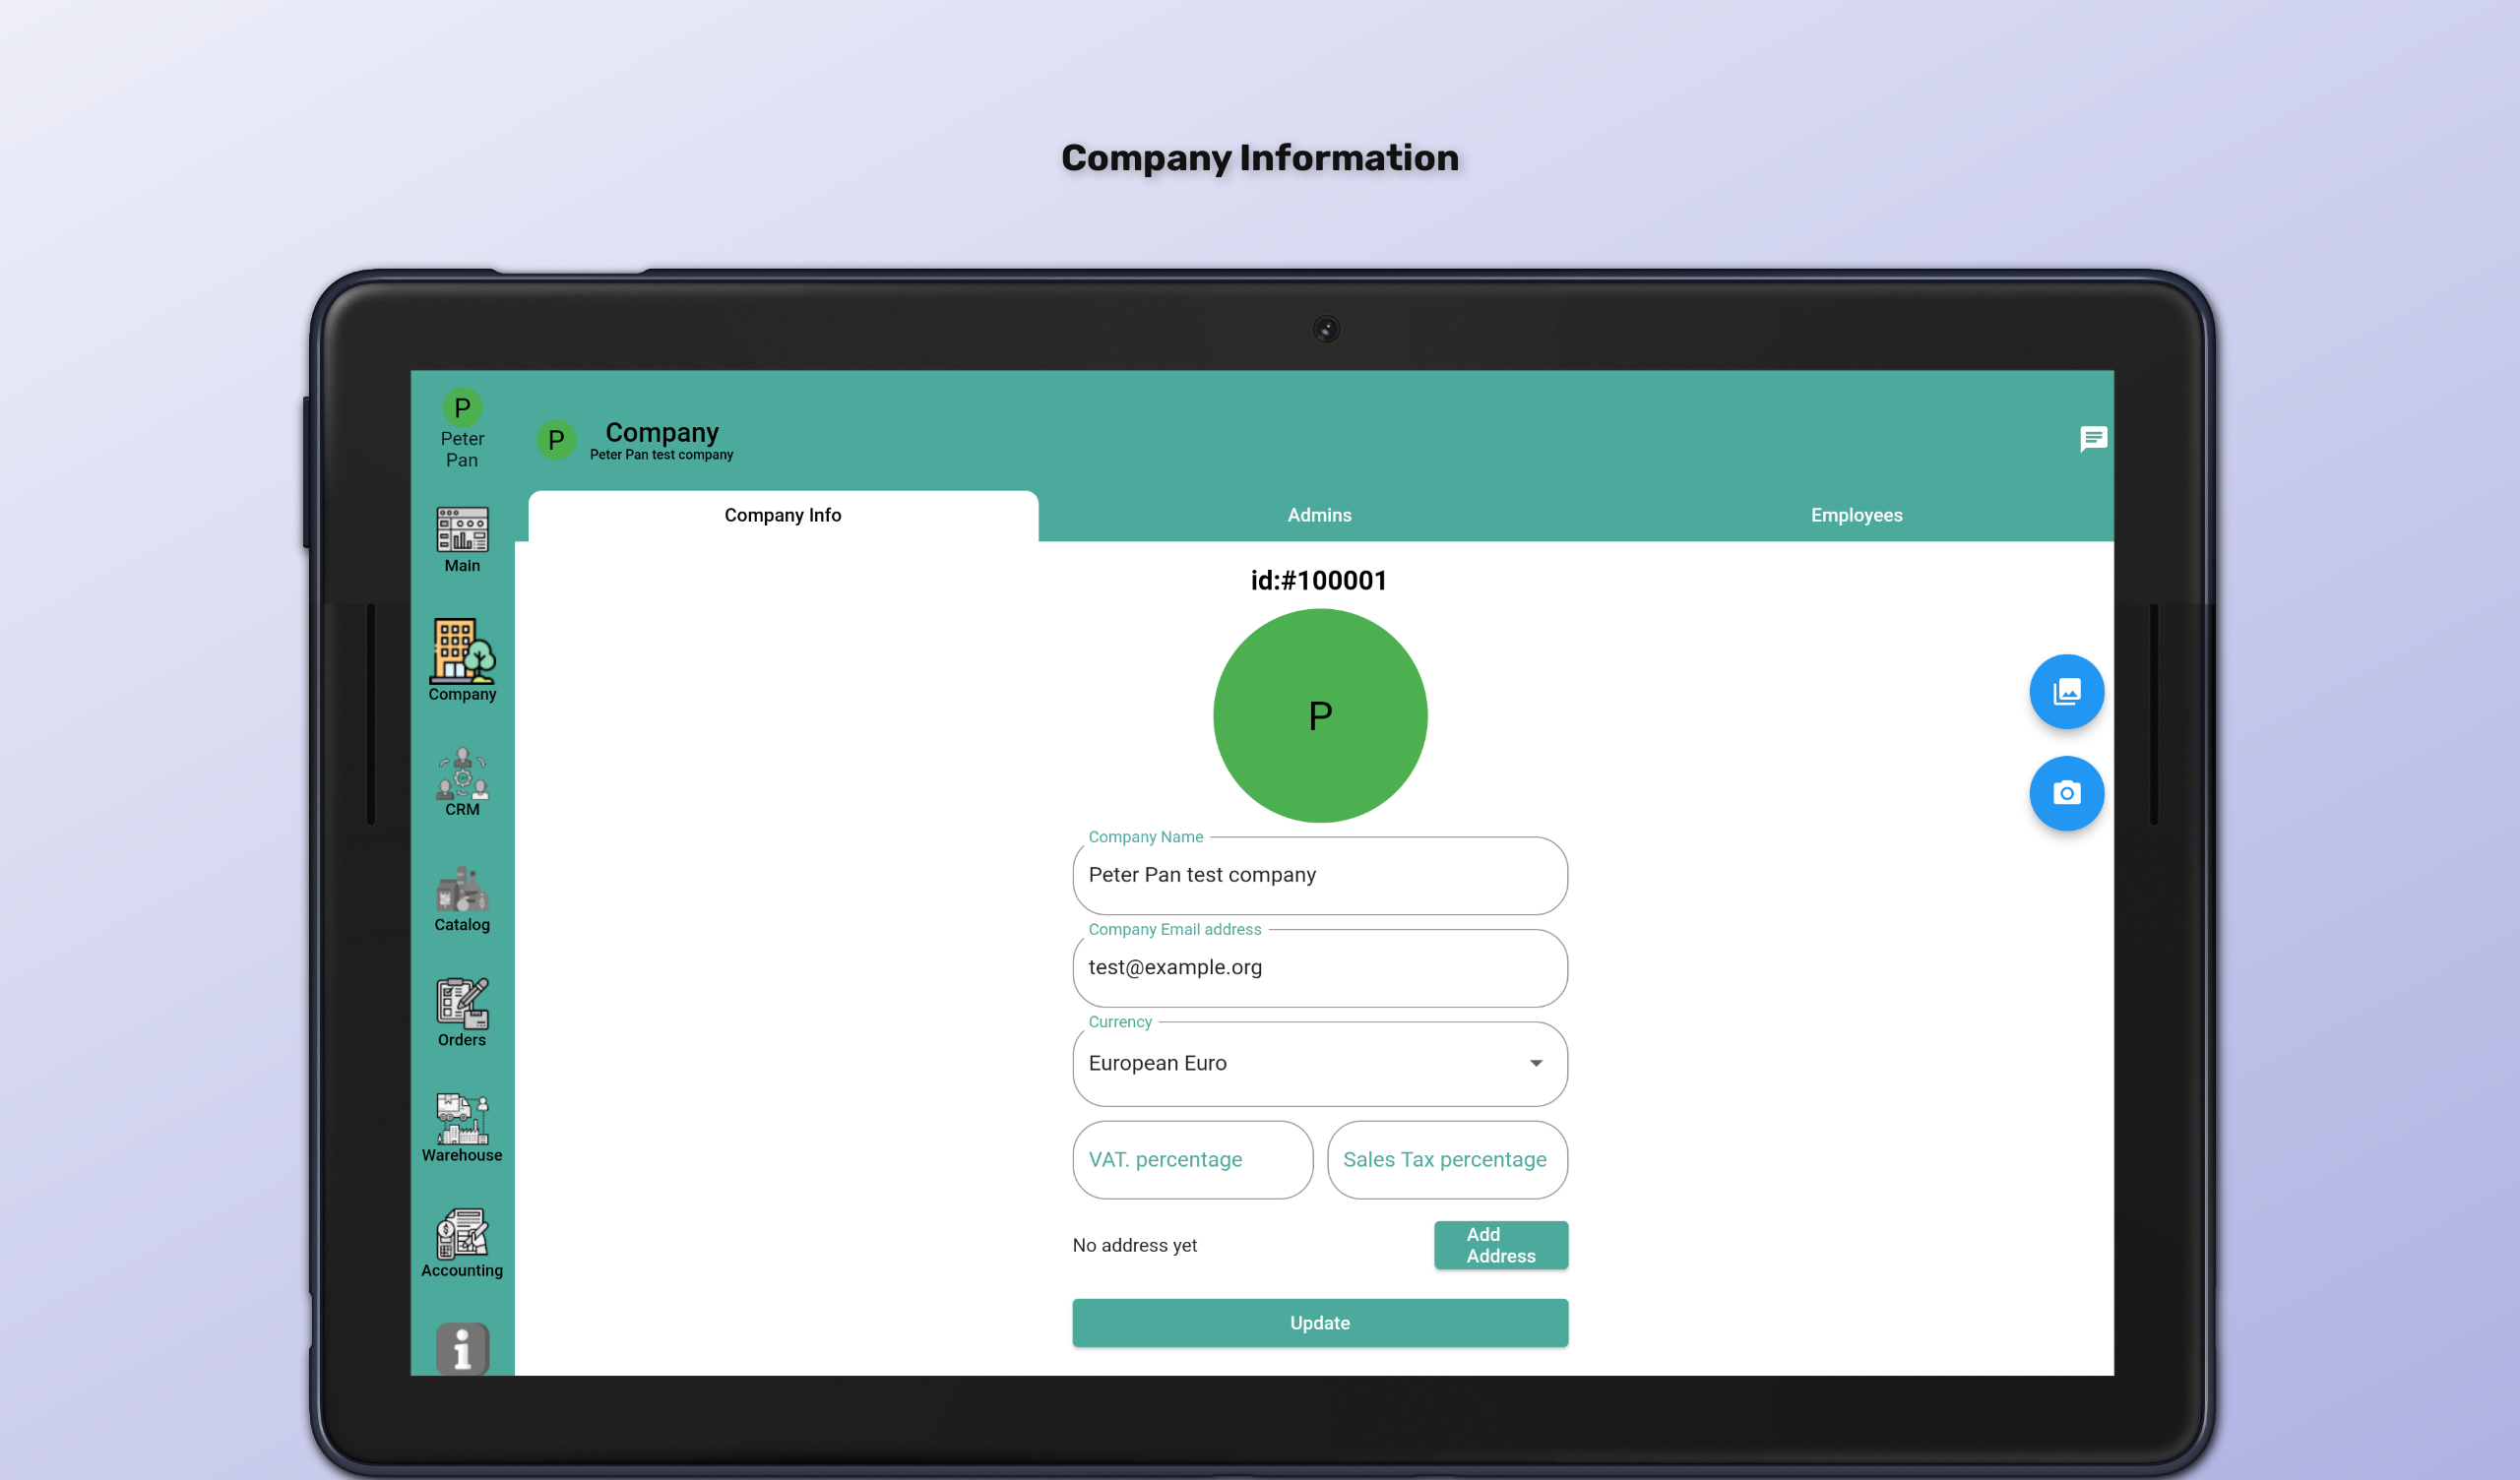 Company Information
P
Peter
Pan
P
Company
Peter Pan test company
Company Info
Admins
Employees
Main
Company
CRM
Catalog
Orders
Warehouse
Accounting
id:#100001
P
Company Name
Peter Pan test company
Company Email address
test@example.org
Currency
European Euro
VAT. percentage
Sales Tax percentage
No address yet
Add
Address
Update